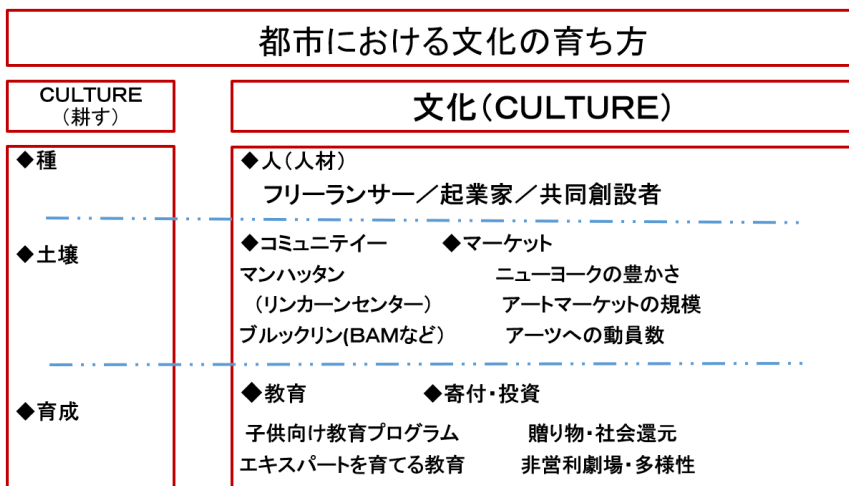 都市における文化の育ち方
CULTURE
(耕す)
文化(CULTURE)
◆種
◆人(人材)
フリーランサー/起業家/共同創設者
◆土壌
◆コミュニテイー ◆マーケット
マンハッタン ニューヨークの豊かさ
(リンカーンセンター) アートマーケットの規模
ブルックリン(BAMなど) アーツへの動員数
◆育成
◆教育 ◆寄付・投資
子供向け教育プログラム 贈り物・社会還元
エキスパートを育てる教育 非営利劇場・多様性